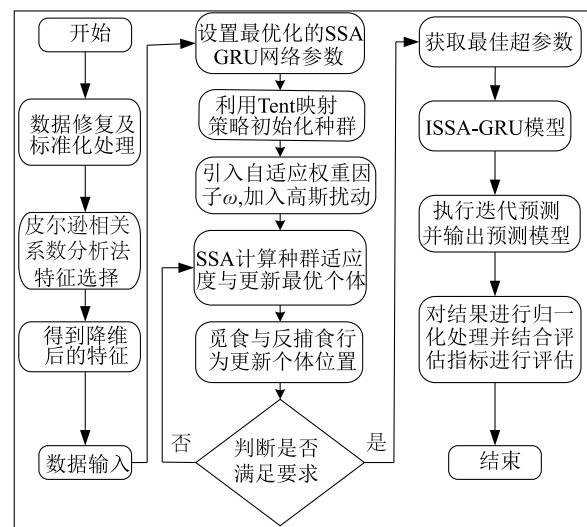 开始
数据修复及
标准化处理
皮尔逊相关
系数分析法
特征选择
得到降维
后的特征
数据输入
设置最优化的SSA
GRU网络参数
利用Tent映射
策略初始化种群
引入自适应权重因
子ω,加入高斯扰动
SSA计算种群适应
度与更新最优个体
觅食与反捕食行
为更新个体位置
判断是否
满足要求
否
是
获取最佳超参数
ISSA-GRU模型
执行迭代预测
并输出预测模型
对结果进行归一
化处理并结合评
估指标进行评估
结束